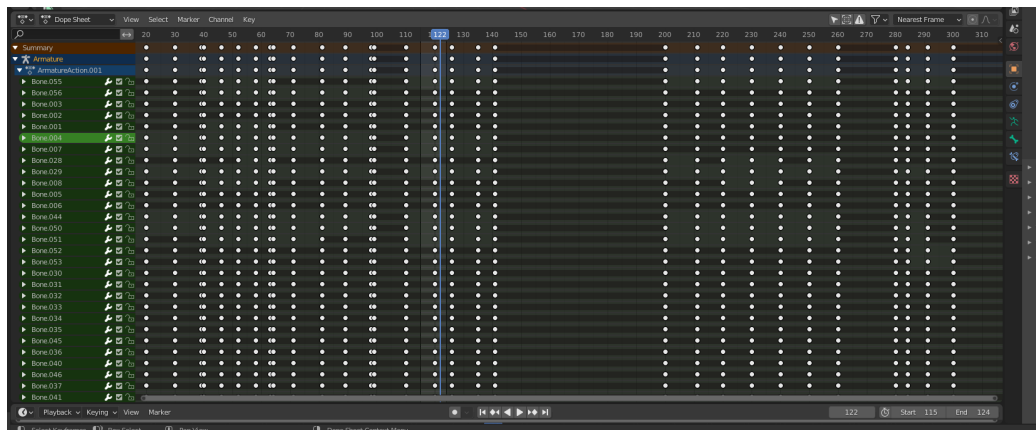 Dope Sheet View Select Marker Channel Key Nearest Frame
20 30 40 50 60 70 80 90 100 110 122 130 140 150 160 170 180 190 200 210 220 230 240 250 260 270 280 290 300 310
Summary
Armature
ArmatureAction.001
Bone.055
Bone.056
Bone.003
Bone.002
Bone.001
Bone.004
Bone.007
Bone.028
Bone.029
Bone.008
Bone.005
Bone.006
Bone.044
Bone.050
Bone.051
Bone.052
Bone.053
Bone.030
Bone.031
Bone.032
Bone.033
Bone.034
Bone.035
Bone.045
Bone.036
Bone.040
Bone.046
Bone.037
Bone.041
Playback Keying View Marker 122 Start 115 End 124